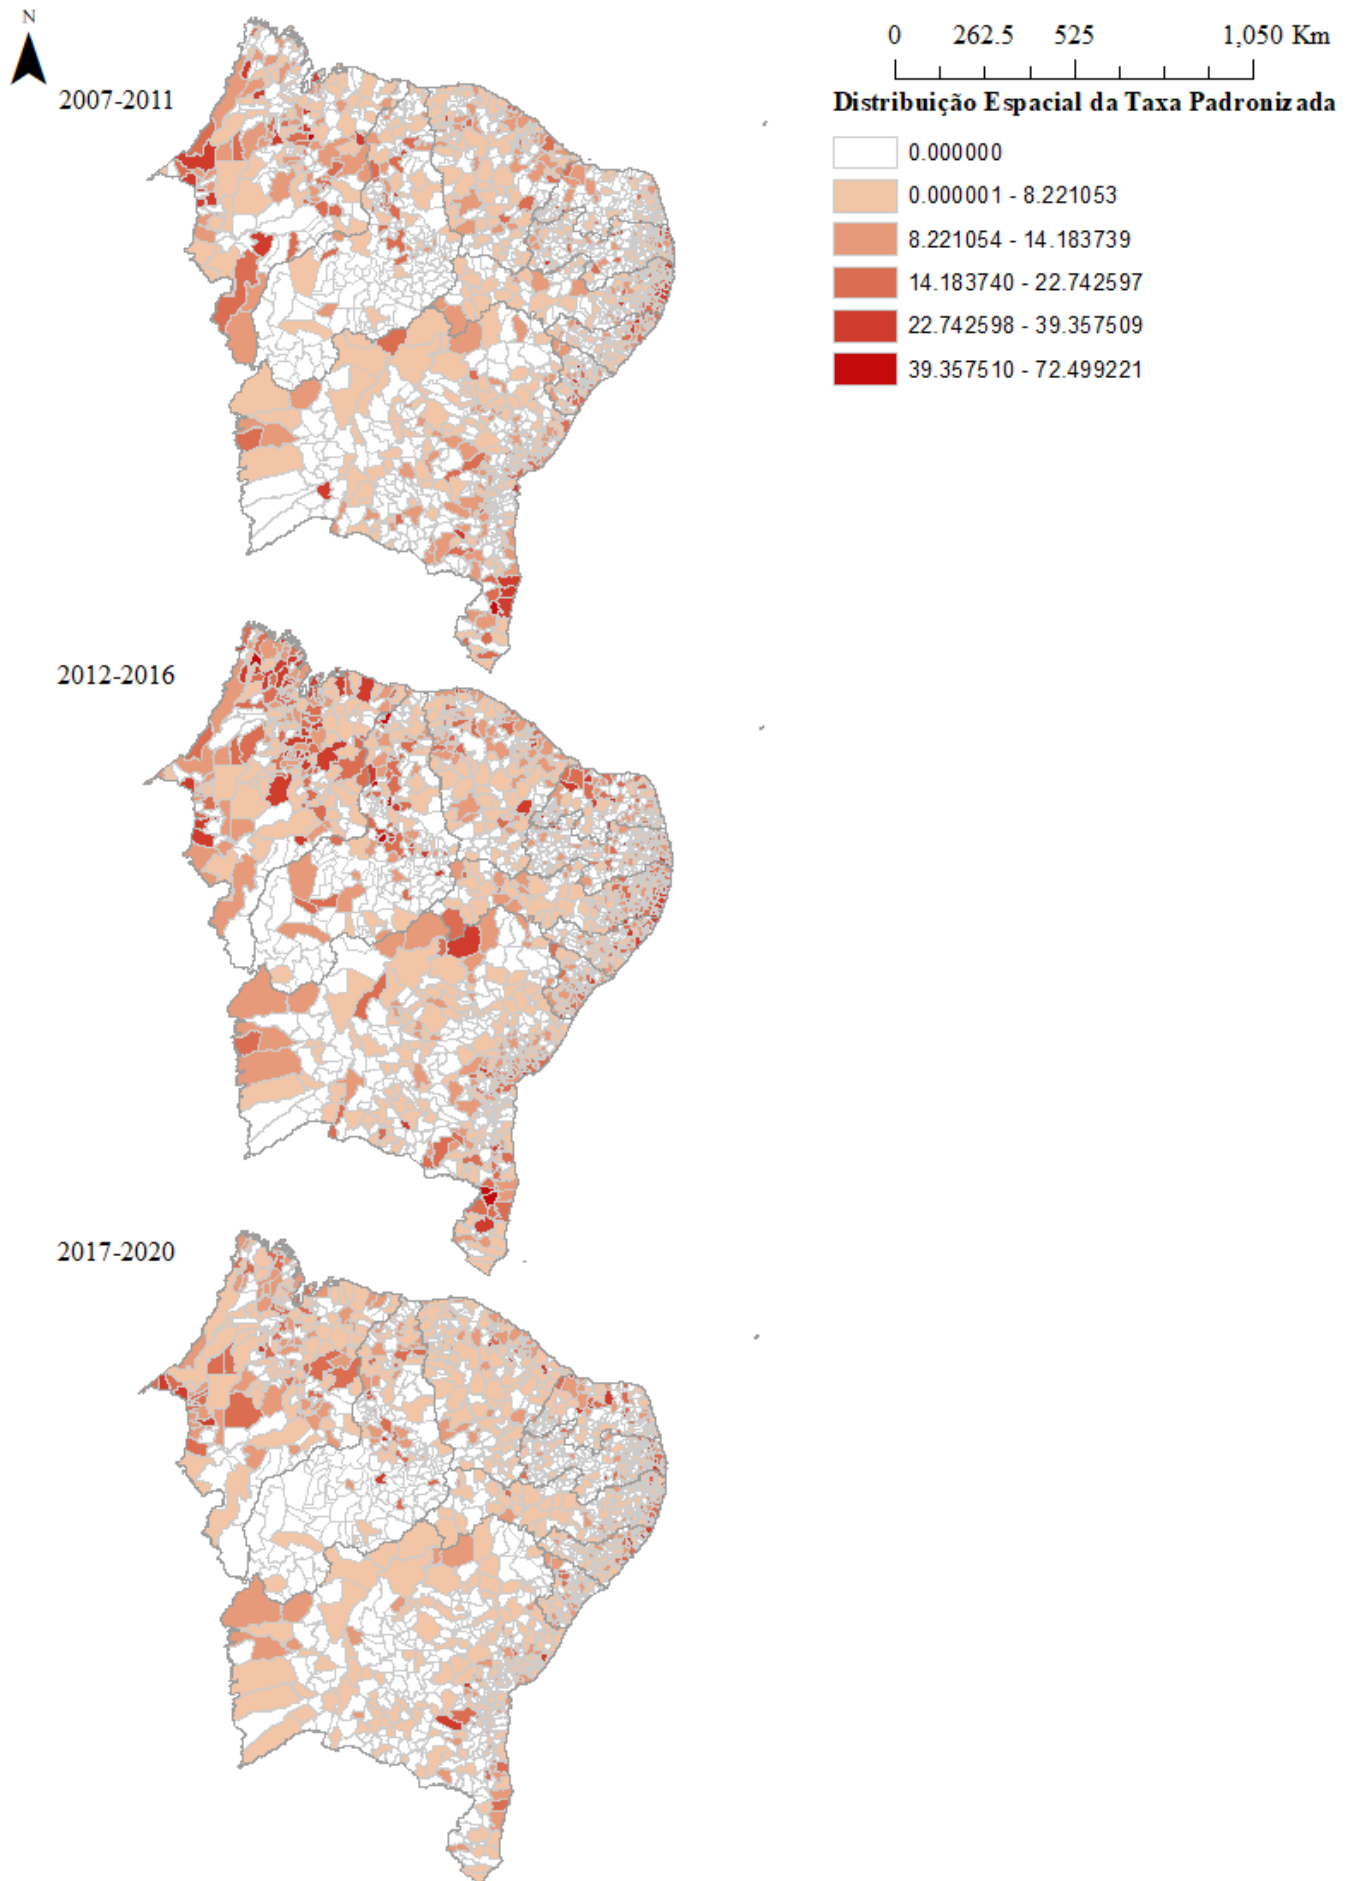 N
2007-2011
0 262.5 525 1,050 Km
Distribuição Espacial da Taxa Padronizada
0.000000
0.000001 - 8.221053
8.221054 - 14.183739
14.183740 - 22.742597
22.742598 - 39.357509
39.357510 - 72.499221
2012-2016
2017-2020